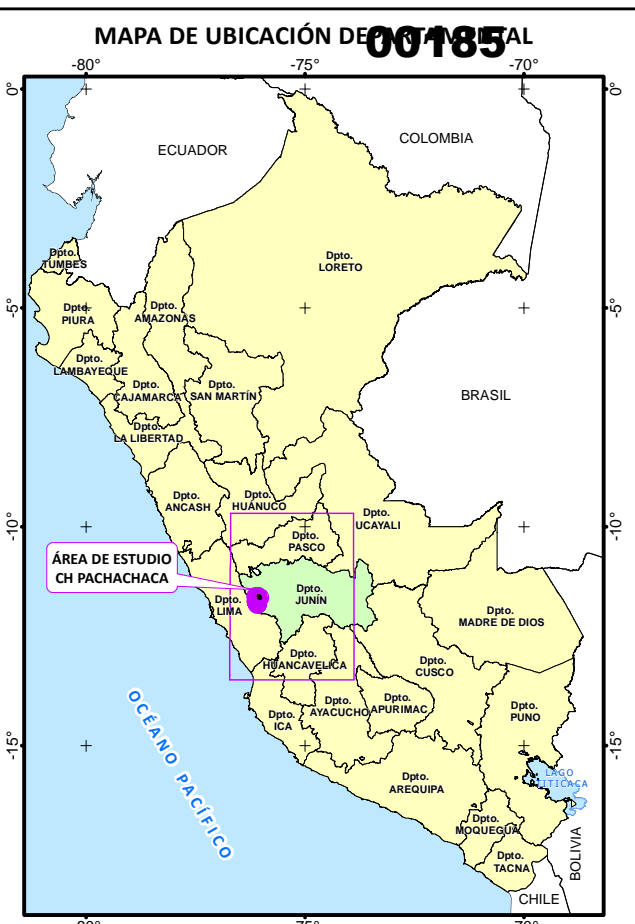 MAPA DE UBICACIÓN DEPARTAMENTAL
00185
-80°
-75°
-70°
0°
0°
COLOMBIA
ECUADOR
Dpto.
TUMBES
Dpto.
LORETO
-5°
-5°
Dpto.
PIURA
Dpto.
AMAZONAS
Dpto.
LAMBAYEQUE
Dpto.
CAJAMARCA
Dpto.
SAN MARTÍN
BRASIL
Dpto.
LA LIBERTAD
Dpto.
ANCASH
Dpto.
HUÁNUCO
Dpto.
UCAYALI
-10°
-10°
Dpto.
PASCO
ÁREA DE ESTUDIO
CH PACHACHACA
Dpto.
LIMA
Dpto.
JUNÍN
Dpto.
MADRE DE DIOS
Dpto.
HUANCAVELICA
Dpto.
CUSCO
Dpto.
ICA
Dpto.
AYACUCHO
Dpto.
APURIMAC
Dpto.
PUNO
OCÉANO PACÍFICO
-15°
-15°
LAGO
TITICACA
Dpto.
AREQUIPA
Dpto.
MOQUEGUA
Dpto.
TACNA
BOLIVIA
CHILE
-80°
-75°
-70°